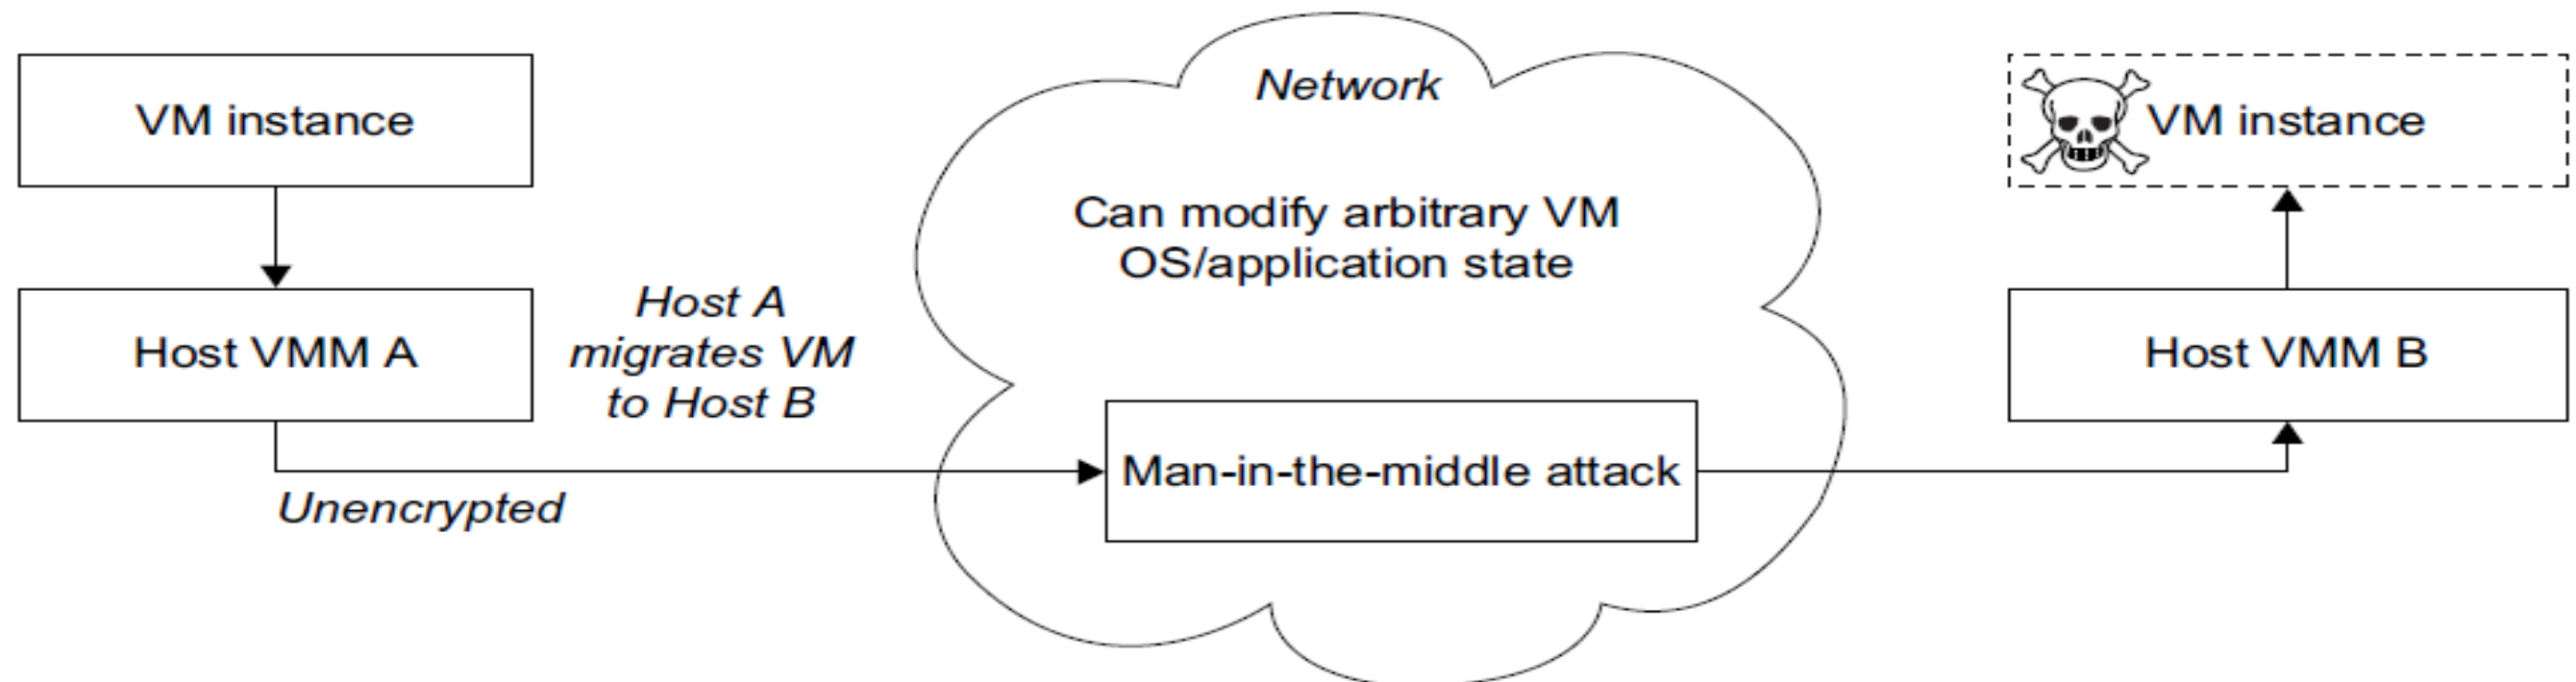 VM instance
Host VMM A
Host A
migrates VM
to Host B
Unencrypted
Network
Can modify arbitrary VM
OS/application state
Man-in-the-middle attack
VM instance
Host VMM B